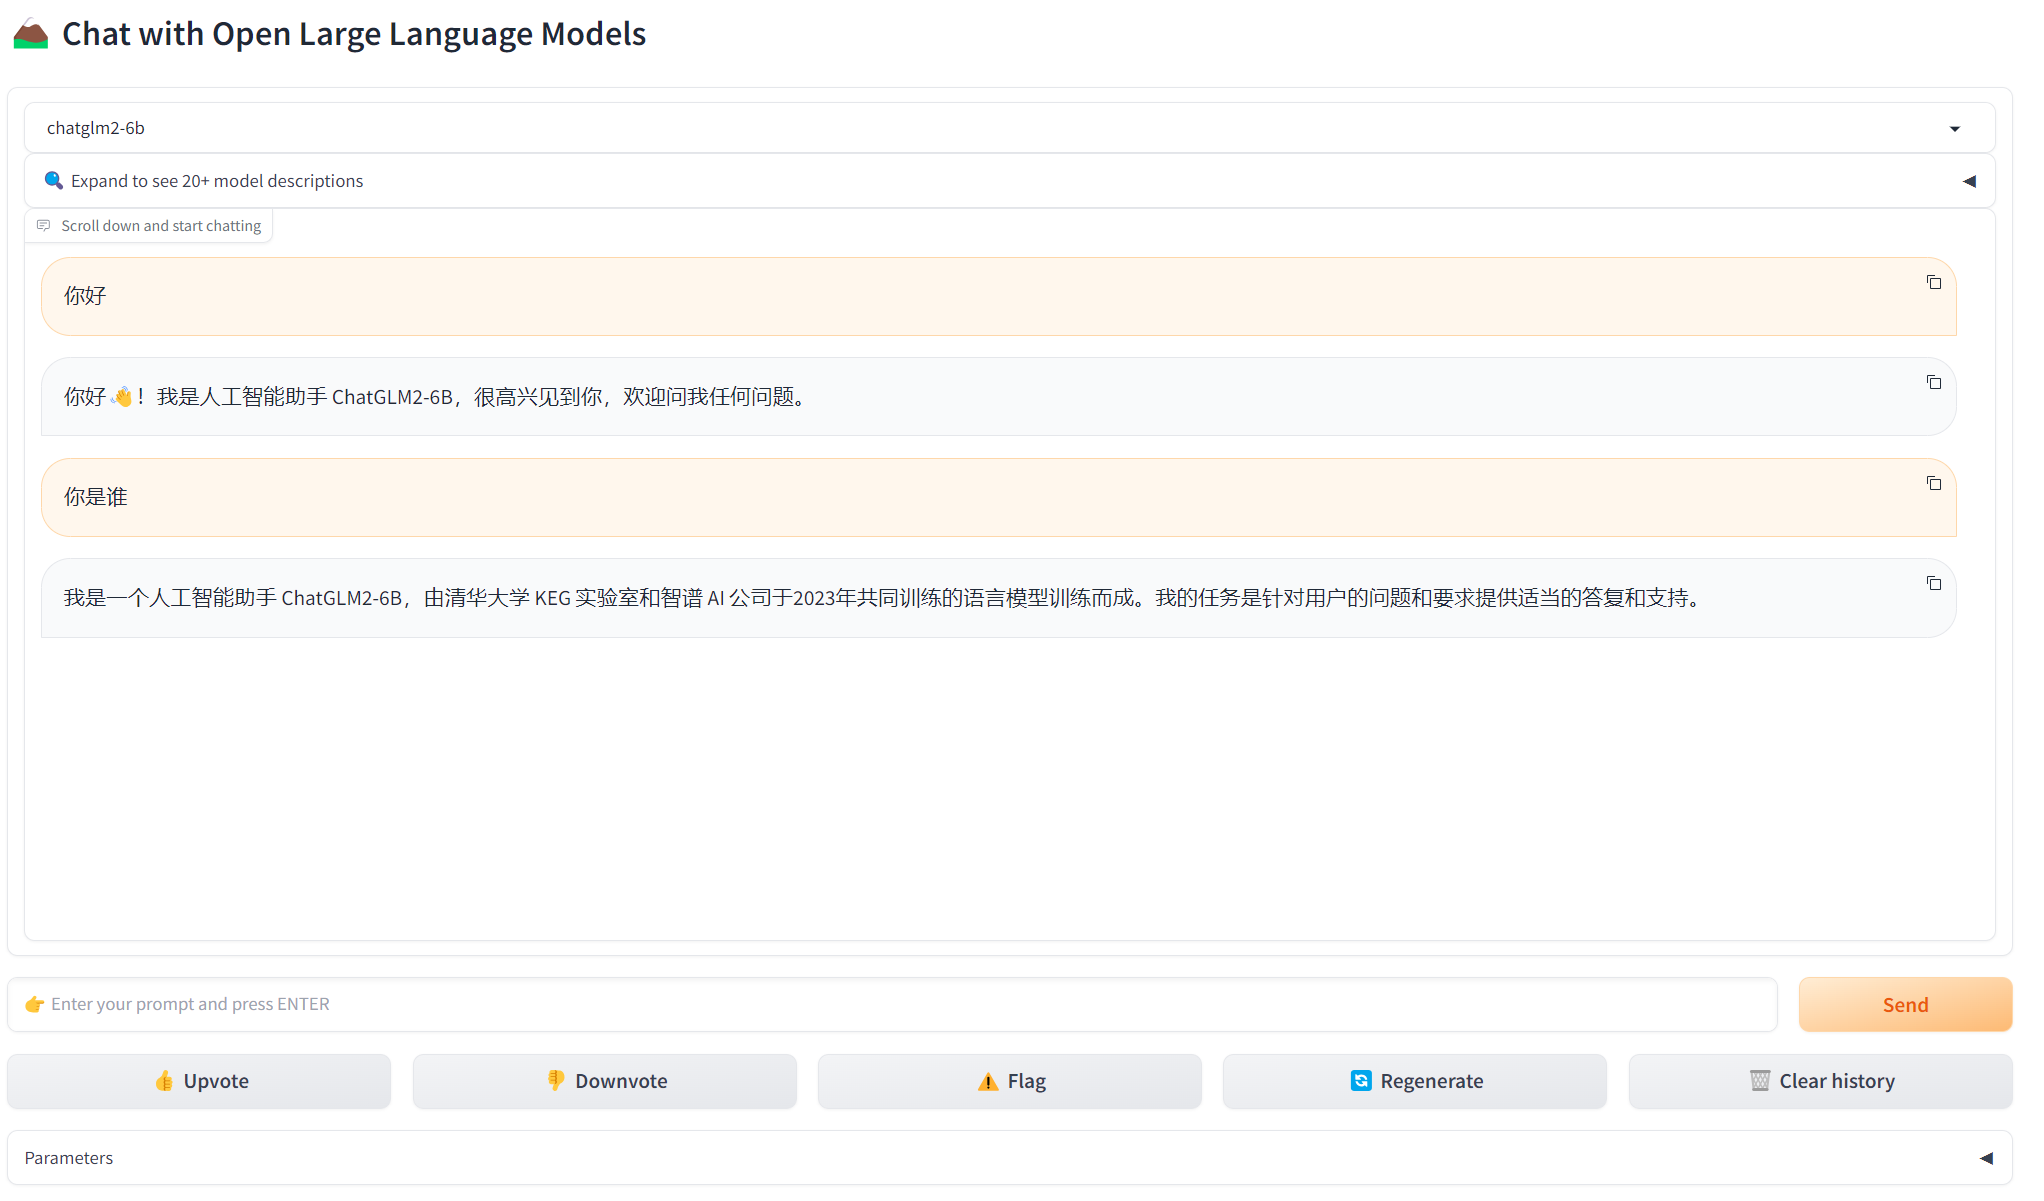 Chat with Open Large Language Models
chatglm2-6b
Expand to see 20+ model descriptions
Scroll down and start chatting
你好
你好👋！我是人工智能助手 ChatGLM2-6B，很高兴见到你，欢迎问我任何问题。
你是谁
我是一个人工智能助手 ChatGLM2-6B，由清华大学 KEG 实验室和智谱 AI 公司于2023年共同训练的语言模型训练而成。我的任务是针对用户的问题和要求提供适当的答复和支持。
👉 Enter your prompt and press ENTER
Send
👍 Upvote
👎 Downvote
⚠️ Flag
🔄 Regenerate
🗑️ Clear history
Parameters